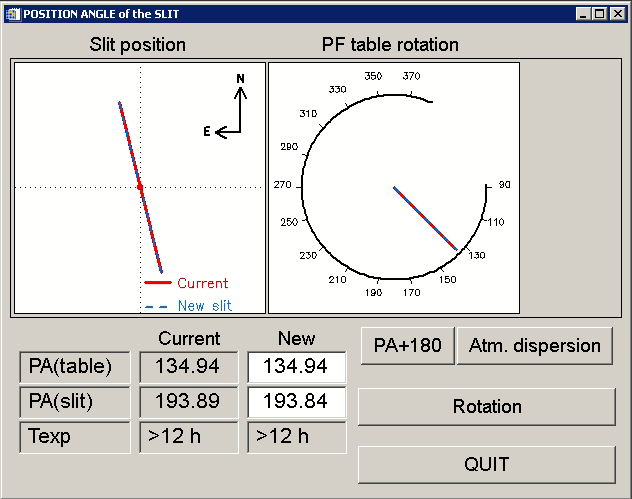 POSITION ANGLE of the SLIT
Slit position
PF table rotation
N
E
Current
New slit
350 370
330
310
290
270
250
230
210
190
170
150
130
110
90
Current New
PA(table) 134.94 134.94
PA(slit) 193.89 193.84
Texp >12 h >12 h
PA+180 Atm. dispersion
Rotation
QUIT